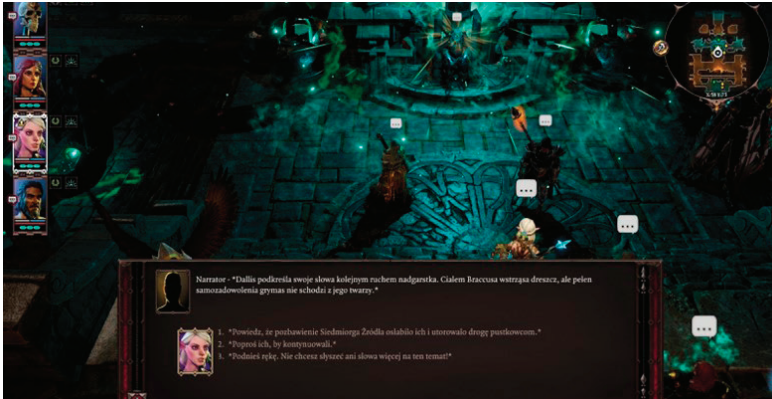 Narrator - *Dallis podkreśla swoje słowa kolejnym ruchem nadgarstka. Ciałem Braccusa wstrząsa dreszcz, ale pełen
samozadowolenia grymas nie schodzi z jego twarzy.*
1. *Powiedz, że pozbawienie Siedmiorga Źródła osłabiło ich i utorowało drogę pustkowcom.*
2. *Poproś ich, by kontynuowali.*
3. *Podnieś rękę. Nie chcesz słyszeć ani słowa więcej na ten temat!*